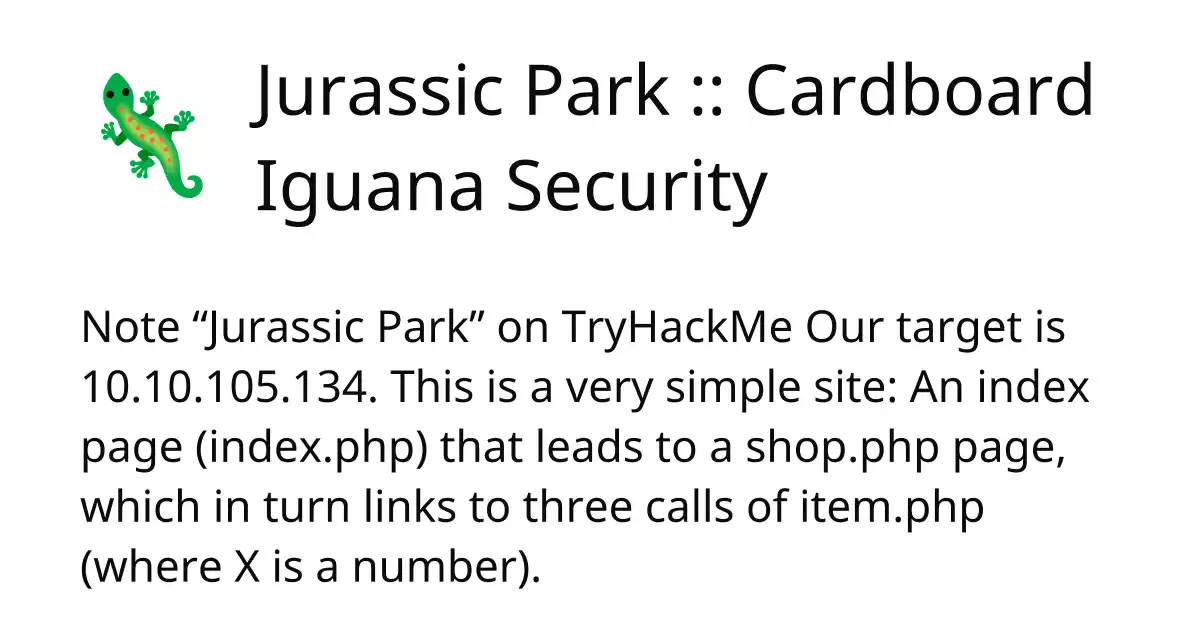 Jurassic Park :: Cardboard
Iguana Security
Note “Jurassic Park” on TryHackMe Our target is
10.10.105.134. This is a very simple site: An index
page (index.php) that leads to a shop.php page,
which in turn links to three calls of item.php
(where X is a number).